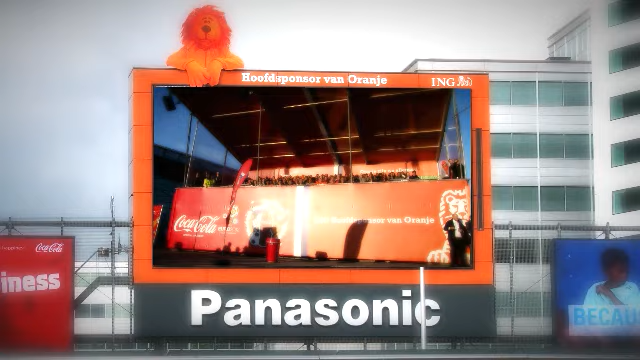 Hoofdsponsor van Oranje
ING
Coca-Cola
Hoofdsponsor van Oranje
Coca-Cola
iness
Panasonic
BECAU